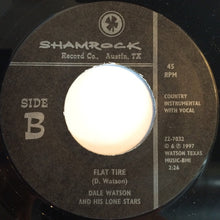 SHAMROCK
Record Co., Austin, TX
SIDE
B
45
RPM
COUNTRY
INSTRUMENTAL
WITH VOCAL
ZZ-7032
℗ © 1997
WATSON TEXAS
MUSIC-BMI
2:26
FLAT TIRE
(D. Watson)
DALE WATSON
AND HIS LONE STARS